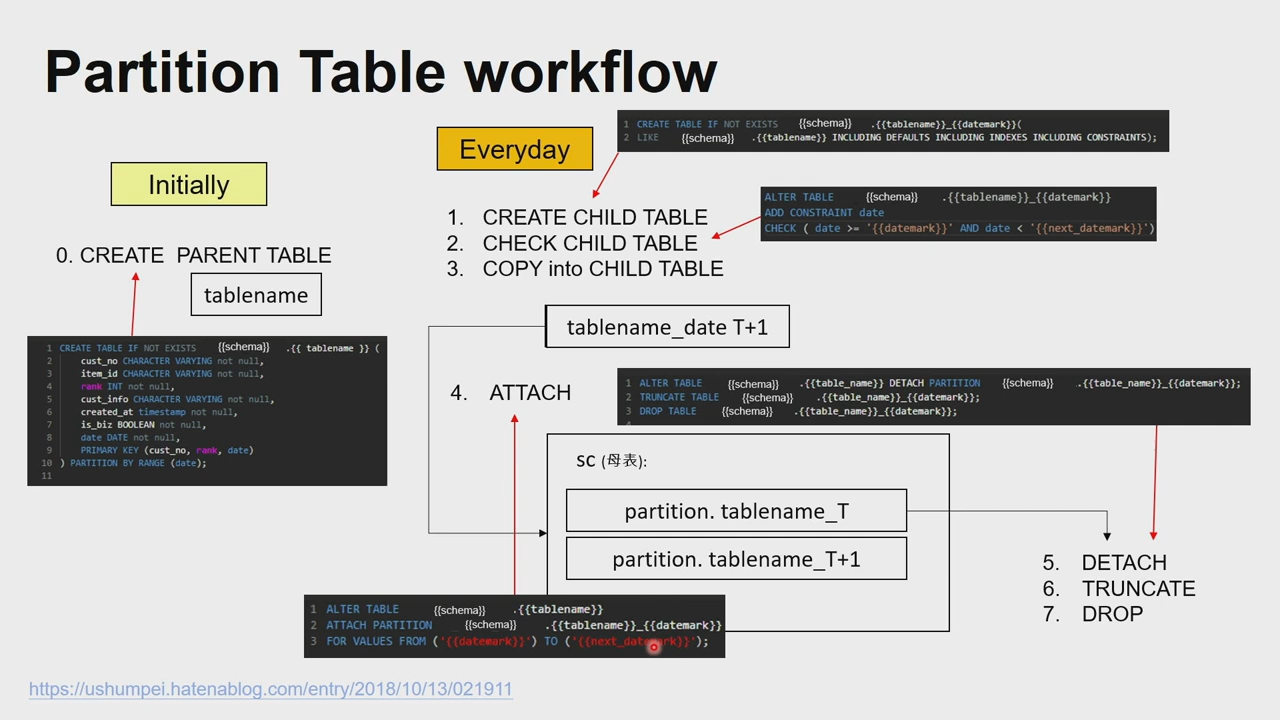 Partition Table workflow
Initially
0. CREATE PARENT TABLE
tablename
1 CREATE TABLE IF NOT EXISTS {{schema}} .{{ tablename }} (
2 cust_no CHARACTER VARYING not null,
3 item_id CHARACTER VARYING not null,
4 rank INT not null,
5 cust_info CHARACTER VARYING not null,
6 created_at timestamp not null,
7 is_biz BOOLEAN not null,
8 date DATE not null,
9 PRIMARY KEY (cust_no, rank, date)
10 ) PARTITION BY RANGE (date);
11
Everyday
1 CREATE TABLE IF NOT EXISTS {{schema}} .{{tablename}}_{{datemark}}(
2 LIKE {{schema}} .{{tablename}} INCLUDING DEFAULTS INCLUDING INDEXES INCLUDING CONSTRAINTS);
1. CREATE CHILD TABLE
2. CHECK CHILD TABLE
3. COPY into CHILD TABLE
ALTER TABLE {{schema}} .{{tablename}}_{{datemark}}
ADD CONSTRAINT date
CHECK ( date >= '{{datemark}}' AND date < '{{next_datemark}}')
tablename_date T+1
4. ATTACH
1 ALTER TABLE {{schema}} .{{table_name}} DETACH PARTITION {{schema}} .{{table_name}}_{{datemark}};
2 TRUNCATE TABLE {{schema}} .{{table_name}}_{{datemark}};
3 DROP TABLE {{schema}} .{{table_name}}_{{datemark}};
4
sc (母表):
partition. tablename_T
partition. tablename_T+1
5. DETACH
6. TRUNCATE
7. DROP
1 ALTER TABLE {{schema}} .{{tablename}}
2 ATTACH PARTITION {{schema}} .{{tablename}}_{{datemark}}
3 FOR VALUES FROM ('{{datemark}}') TO ('{{next_datemark}}');
https://ushumpei.hatenablog.com/entry/2018/10/13/021911